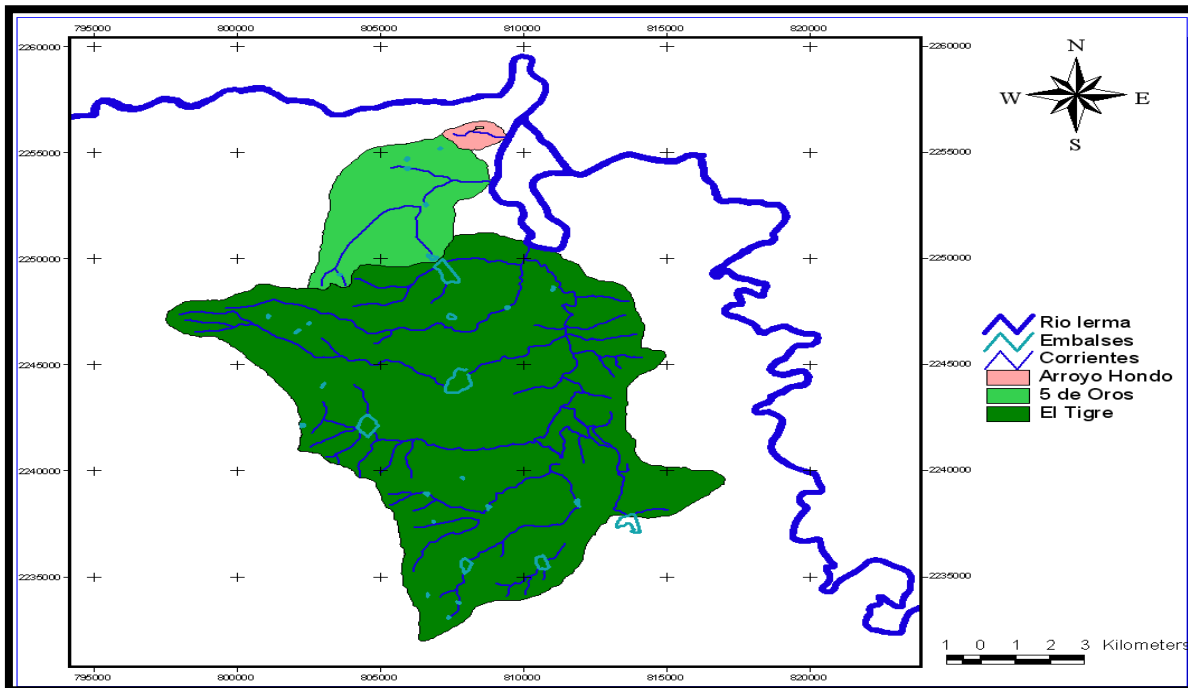 795000 800000 805000 810000 815000 820000
2260000 2260000
2255000 2255000
2250000 2250000
2245000 2245000
2240000 2240000
2235000 2235000
795000 800000 805000 810000 815000 820000
N
W E
S
Rio lerma
Embalses
Corrientes
Arroyo Hondo
5 de Oros
El Tigre
1 0 1 2 3 Kilometers